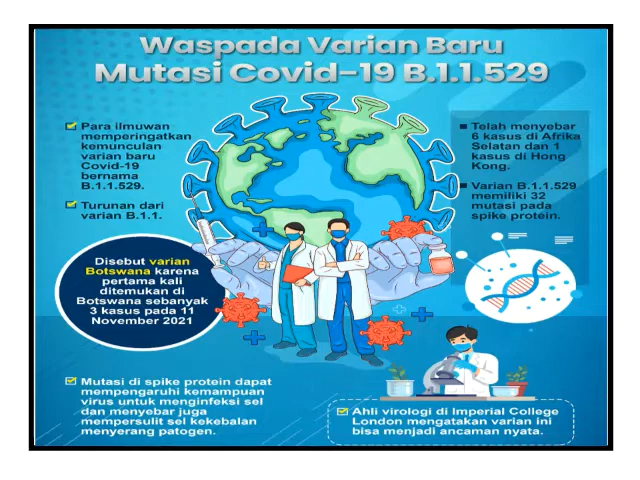 Waspada Varian Baru
Mutasi Covid-19 B.1.1.529
Para ilmuwan
memperingatkan
kemunculan
varian baru
Covid-19
bernama
B.1.1.529.
Turunan dari
varian B.1.1.
Telah menyebar
6 kasus di Afrika
Selatan dan 1
kasus di Hong
Kong.
Varian B.1.1.529
memiliki 32
mutasi pada
spike protein.
Disebut varian
Botswana karena
pertama kali
ditemukan di
Botswana sebanyak
3 kasus pada 11
November 2021
Mutasi di spike protein dapat
mempengaruhi kemampuan
virus untuk menginfeksi sel
dan menyebar juga
mempersulit sel kekebalan
menyerang patogen.
Ahli virologi di Imperial College
London mengatakan varian ini
bisa menjadi ancaman nyata.